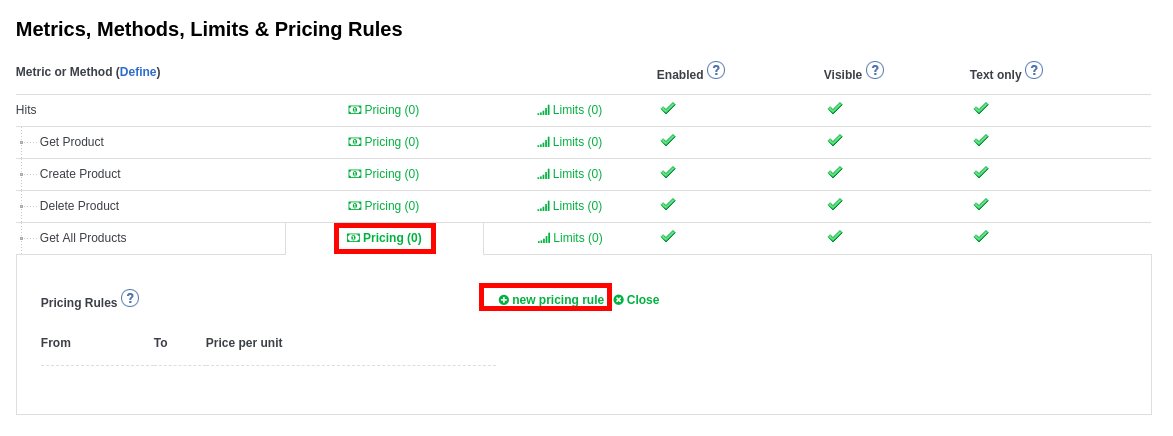 Metrics, Methods, Limits & Pricing Rules
Metric or Method (Define) Enabled ? Visible ? Text only ?
Hits Pricing (0) Limits (0)
Get Product Pricing (0) Limits (0)
Create Product Pricing (0) Limits (0)
Delete Product Pricing (0) Limits (0)
Get All Products Pricing (0) Limits (0)
Pricing Rules ? new pricing rule Close
From To Price per unit